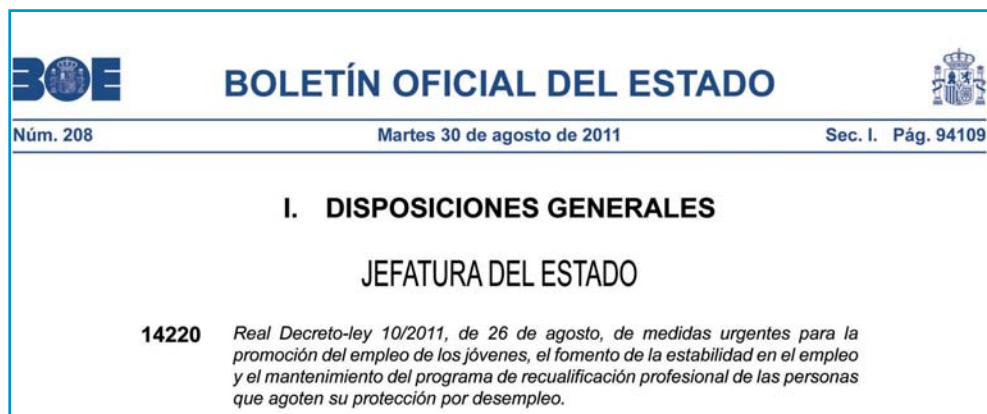 BOE
BOLETÍN OFICIAL DEL ESTADO
Núm. 208 Martes 30 de agosto de 2011 Sec. I. Pág. 94109
I. DISPOSICIONES GENERALES
JEFATURA DEL ESTADO
14220 Real Decreto-ley 10/2011, de 26 de agosto, de medidas urgentes para la
promoción del empleo de los jóvenes, el fomento de la estabilidad en el empleo
y el mantenimiento del programa de recualificación profesional de las personas
que agoten su protección por desempleo.